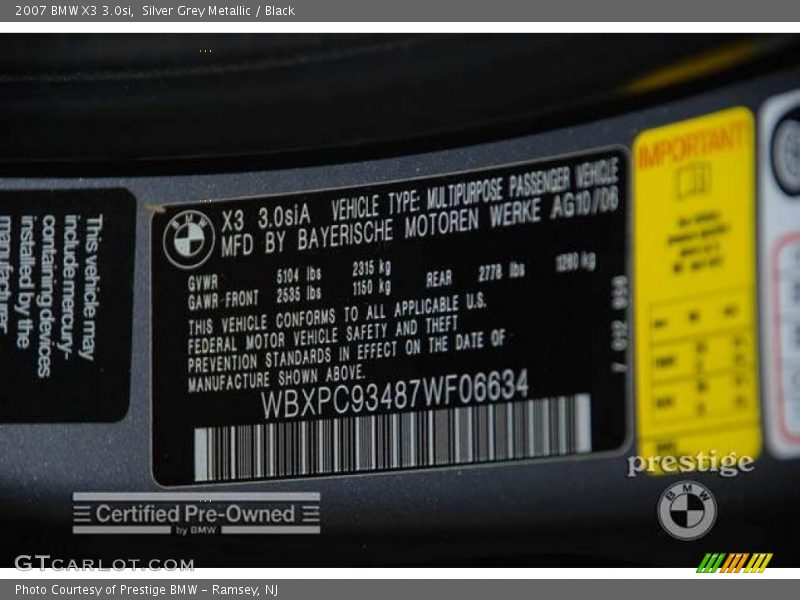 2007 BMW X3 3.0si, Silver Grey Metallic / Black
This vehicle may
include mercury-
containing devices
installed by the
manufacturer
BMW
X3 3.0siA VEHICLE TYPE: MULTIPURPOSE PASSENGER VEHICLE
MFD BY BAYERISCHE MOTOREN WERKE AG10/06
GVWR 5104 lbs 2315 kg
GAWR-FRONT 2535 lbs 1150 kg REAR 2778 lbs 1260 kg
THIS VEHICLE CONFORMS TO ALL APPLICABLE U.S.
FEDERAL MOTOR VEHICLE SAFETY AND THEFT
PREVENTION STANDARDS IN EFFECT ON THE DATE OF
MANUFACTURE SHOWN ABOVE.
WBXPC93487WF06634
IMPORTANT!
prestige
BMW
Certified Pre-Owned
by BMW
GTCARLOT.COM
Photo Courtesy of Prestige BMW - Ramsey, NJ